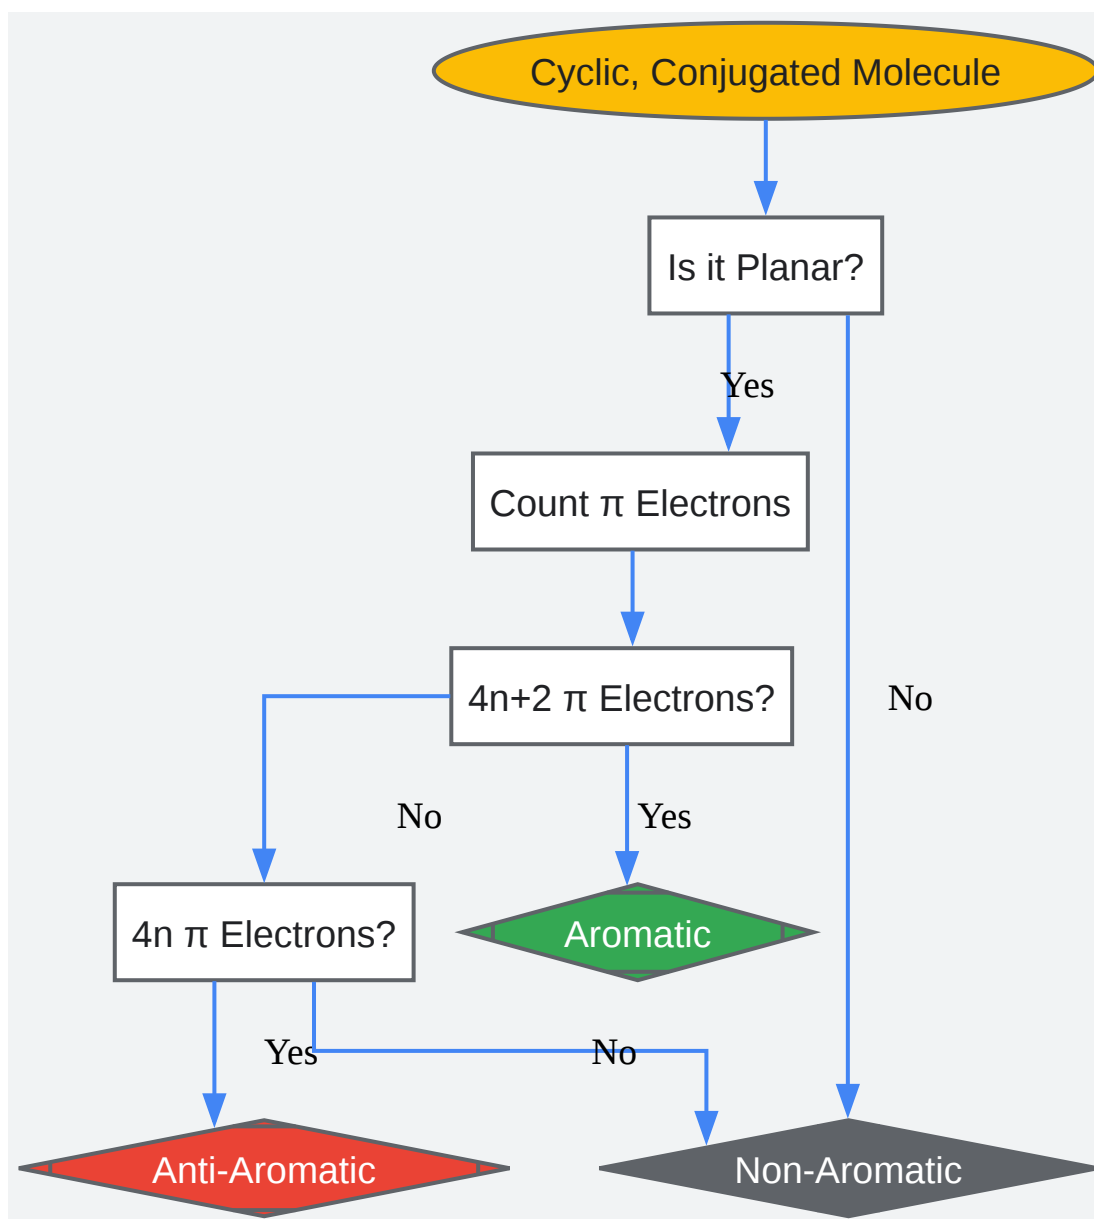 Cyclic, Conjugated Molecule
Is it Planar?
Yes
Count π Electrons
4n+2 π Electrons?
No
No
Yes
4n π Electrons?
Aromatic
Yes
No
Anti-Aromatic
Non-Aromatic